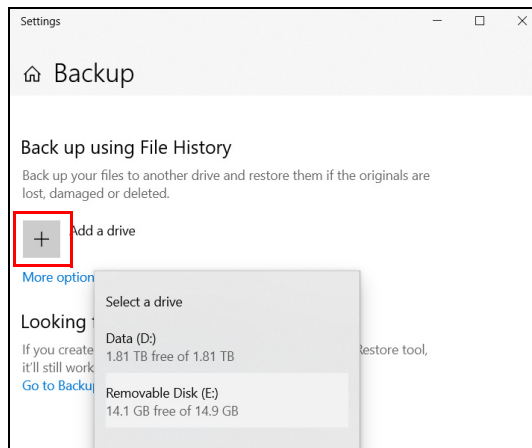 Settings
Backup
Back up using File History
Back up your files to another drive and restore them if the originals are
lost, damaged or deleted.
Add a drive
More option
Select a drive
Looking
Data (D:)
If you create
Restore tool,
1.81 TB free of 1.81 TB
it'll still work
Go to Backu
Removable Disk (E:)
14.1 GB free of 14.9 GB